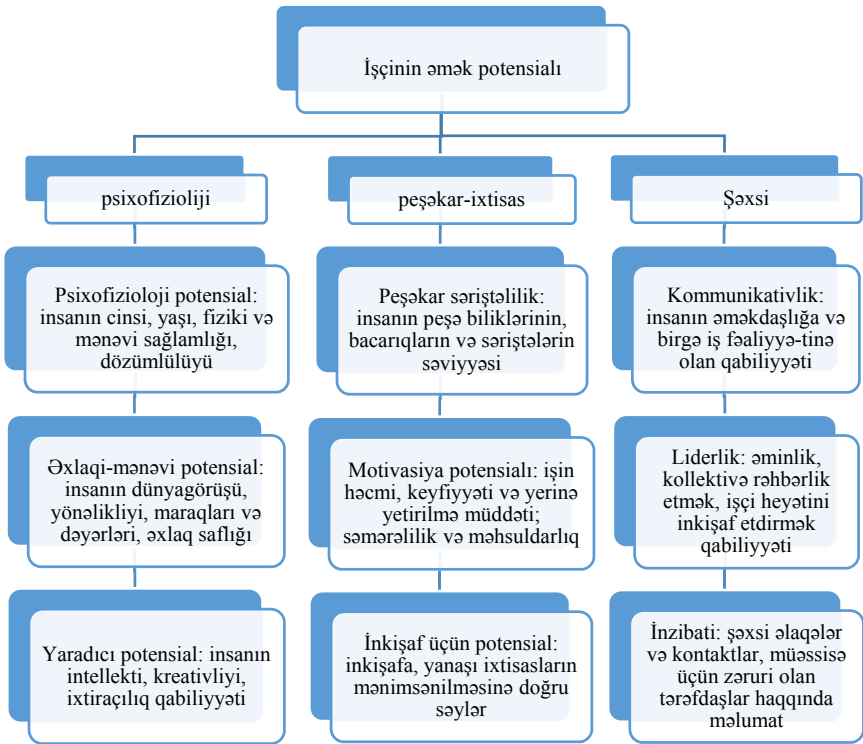 İşçinin əmək potensialı
psixofizioliji
peşəkar-ixtisas
Şəxsi
Psixofizioloji potensial:
insanın cinsi, yaşı, fiziki və
mənəvi sağlamlığı,
dözümlülüyü
Peşəkar səriştəlilik:
insanın peşə biliklərinin,
bacarıqların və səriştələrin
səviyyəsi
Kommunikativlik:
insanın əməkdaşlığa və
birgə iş fəaliyyə-tinə
olan qabiliyyəti
Əxlaqi-mənəvi potensial:
insanın dünyagörüşü,
yönəlikliyi, maraqları və
dəyərləri, əxlaq saflığı
Motivasiya potensialı: işin
həcmi, keyfiyyəti və yerinə
yetirilmə müddəti;
səmərəlilik və məhsuldarlıq
Liderlik: əminlik,
kollektivə rəhbərlik
etmək, işçi heyətini
inkişaf etdirmək
qabiliyyəti
Yaradıcı potensial: insanın
intellekti, kreativliyi,
ixtiraçılıq qabiliyyəti
İnkişaf üçün potensial:
inkişafa, yanaşı ixtisasların
mənimsənilməsinə doğru
səylər
İnzibati: şəxsi əlaqələr
və kontaktlar, müəssisə
üçün zəruri olan
tərəfdaşlar haqqında
məlumat